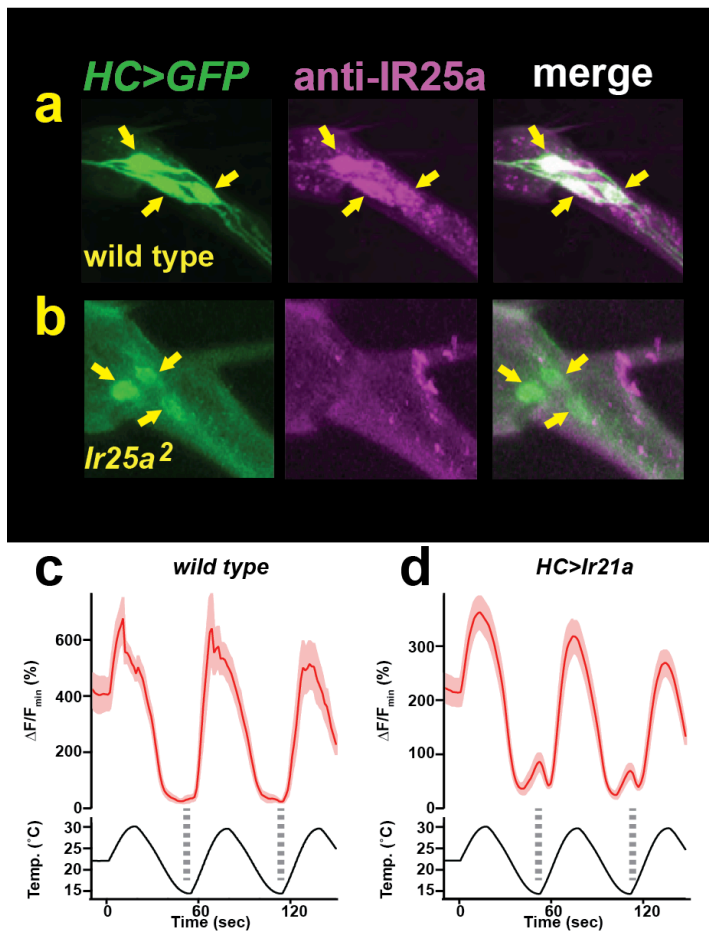 HC>GFP anti-IR25a merge
a
wild type
b
Ir25a²
c wild type
d HC>Ir21a
ΔF/Fmin (%)
600
400
200
0
ΔF/Fmin (%)
300
200
100
0
Temp. (˚C)
30
25
20
15
Temp. (˚C)
30
25
20
15
0 60 120
Time (sec)
0 60 120
Time (sec)